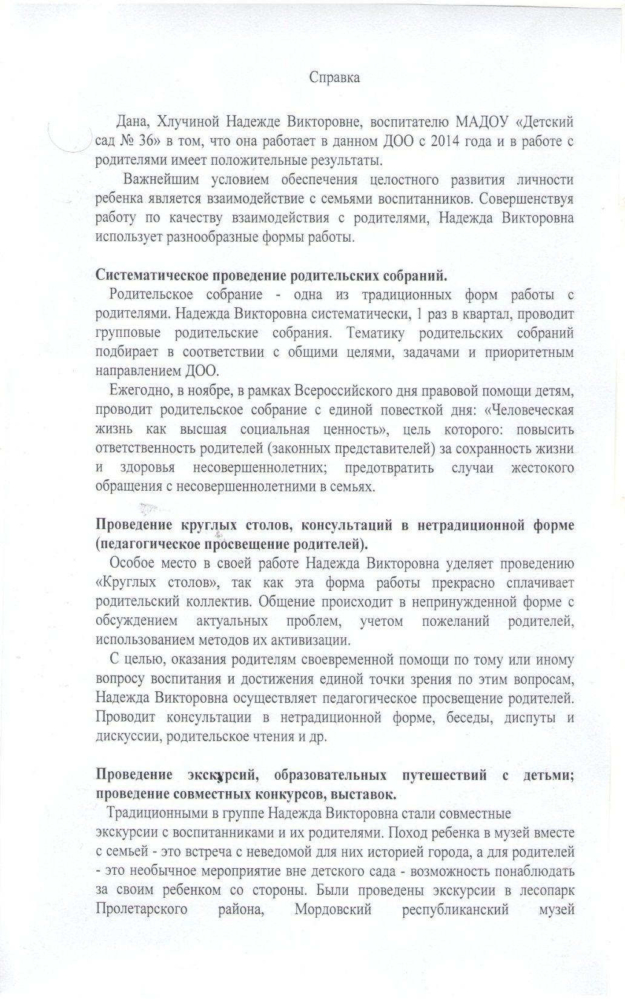 Справка
Дана, Хлучиной Надежде Викторовне, воспитателю МАДОУ «Детский
сад № 36» в том, что она работает в данном ДОО с 2014 года и в работе с
родителями имеет положительные результаты.
Важнейшим условием обеспечения целостного развития личности
ребенка является взаимодействие с семьями воспитанников. Совершенствуя
работу по качеству взаимодействия с родителями, Надежда Викторовна
использует разнообразные формы работы.
Систематическое проведение родительских собраний.
Родительское собрание - одна из традиционных форм работы с
родителями. Надежда Викторовна систематически, 1 раз в квартал, проводит
групповые родительские собрания. Тематику родительских собраний
подбирает в соответствии с общими целями, задачами и приоритетным
направлением ДОО.
Ежегодно, в ноябре, в рамках Всероссийского дня правовой помощи детям,
проводит родительское собрание с единой повесткой дня: «Человеческая
жизнь как высшая социальная ценность», цель которого: повысить
ответственность родителей (законных представителей) за сохранность жизни
и здоровья несовершеннолетних; предотвратить случаи жестокого
обращения с несовершеннолетними в семьях.
Проведение круглых столов, консультаций в нетрадиционной форме
(педагогическое просвещение родителей).
Особое место в своей работе Надежда Викторовна уделяет проведению
«Круглых столов», так как эта форма работы прекрасно сплачивает
родительский коллектив. Общение происходит в непринужденной форме с
обсуждением актуальных проблем, учетом пожеланий родителей,
использованием методов их активизации.
С целью, оказания родителям своевременной помощи по тому или иному
вопросу воспитания и достижения единой точки зрения по этим вопросам,
Надежда Викторовна осуществляет педагогическое просвещение родителей.
Проводит консультации в нетрадиционной форме, беседы, диспуты и
дискуссии, родительское чтения и др.
Проведение экскурсий, образовательных путешествий с детьми;
проведение совместных конкурсов, выставок.
Традиционными в группе Надежда Викторовна стали совместные
экскурсии с воспитанниками и их родителями. Поход ребенка в музей вместе
с семьей - это встреча с неведомой для них историей города, а для родителей
- это необычное мероприятие вне детского сада - возможность понаблюдать
за своим ребенком со стороны. Были проведены экскурсии в лесопарк
Пролетарского района, Мордовский республиканский музей